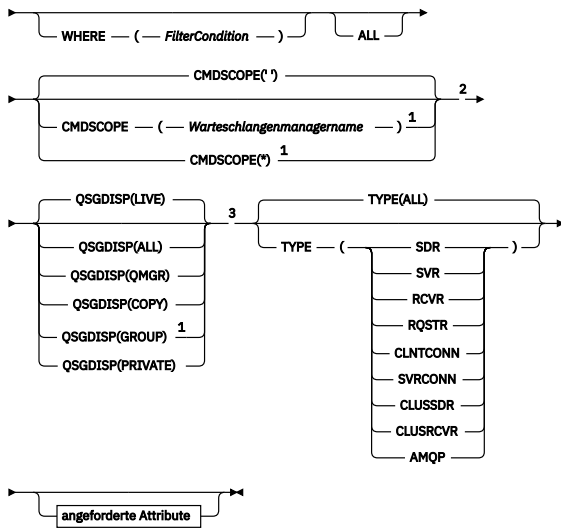 WHERE ( FilterCondition ) ALL
CMDSCOPE(' ')
CMDSCOPE ( Warteschlangenmanagername ) 1 2
CMDSCOPE(*) 1
QSGDISP(LIVE) 3
QSGDISP(ALL)
QSGDISP(QMGR)
QSGDISP(COPY)
QSGDISP(GROUP) 1
QSGDISP(PRIVATE)
TYPE(ALL)
TYPE ( SDR )
SVR
RCVR
RQSTR
CLNTCONN
SVRCONN
CLUSSDR
CLUSRCVR
AMQP
angeforderte Attribute